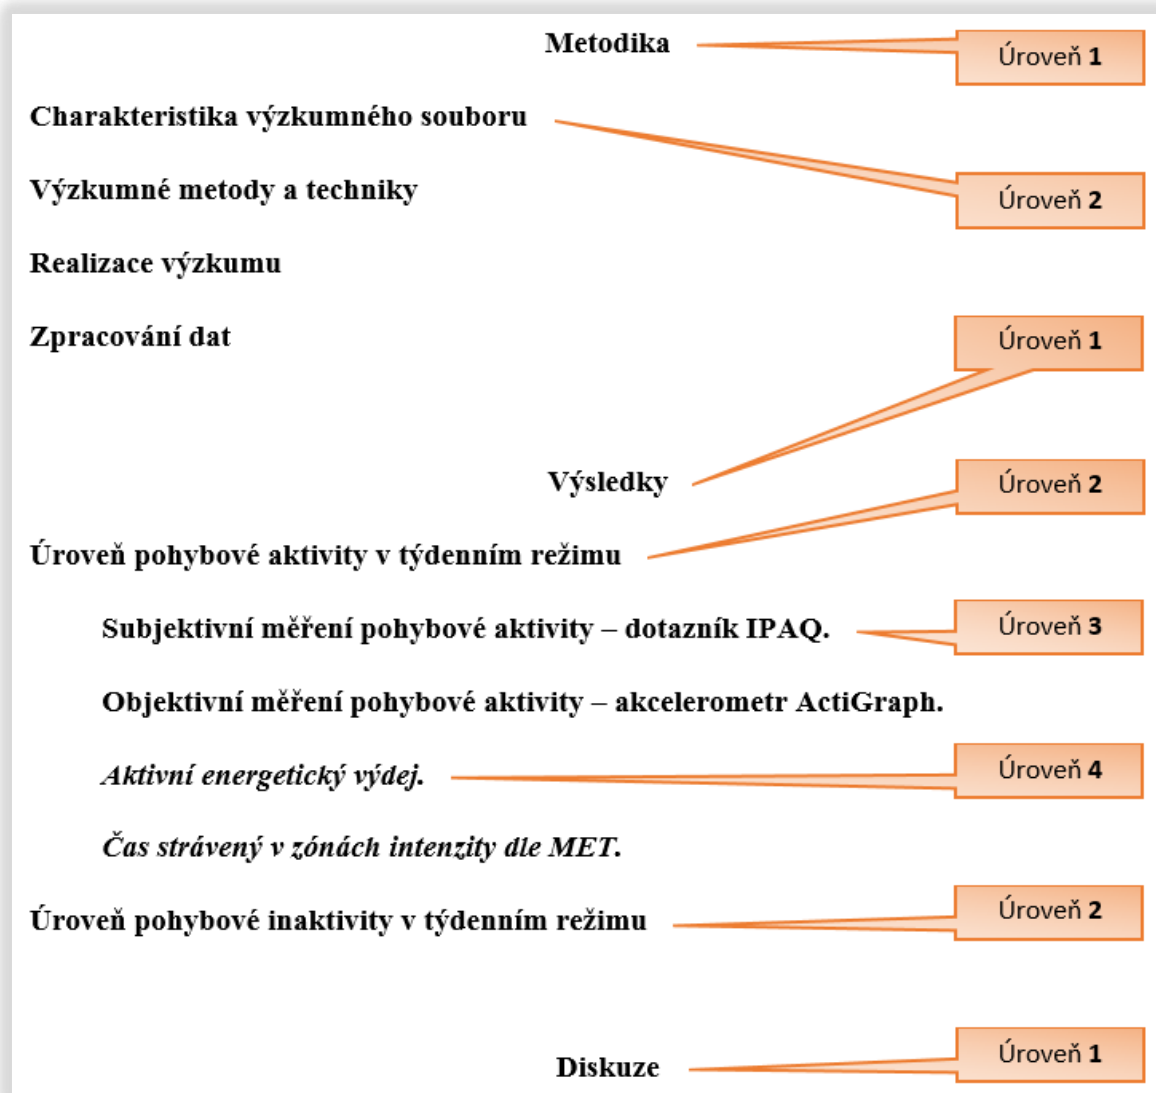 Metodika
Úroveň 1
Charakteristika výzkumného souboru
Výzkumné metody a techniky
Úroveň 2
Realizace výzkumu
Zpracování dat
Úroveň 1
Výsledky
Úroveň 2
Úroveň pohybové aktivity v týdenním režimu
Subjektivní měření pohybové aktivity – dotazník IPAQ.
Úroveň 3
Objektivní měření pohybové aktivity – akcelerometr ActiGraph.
Aktivní energetický výdej.
Úroveň 4
Čas strávený v zónách intenzity dle MET.
Úroveň pohybové inaktivity v týdenním režimu
Úroveň 2
Diskuze
Úroveň 1